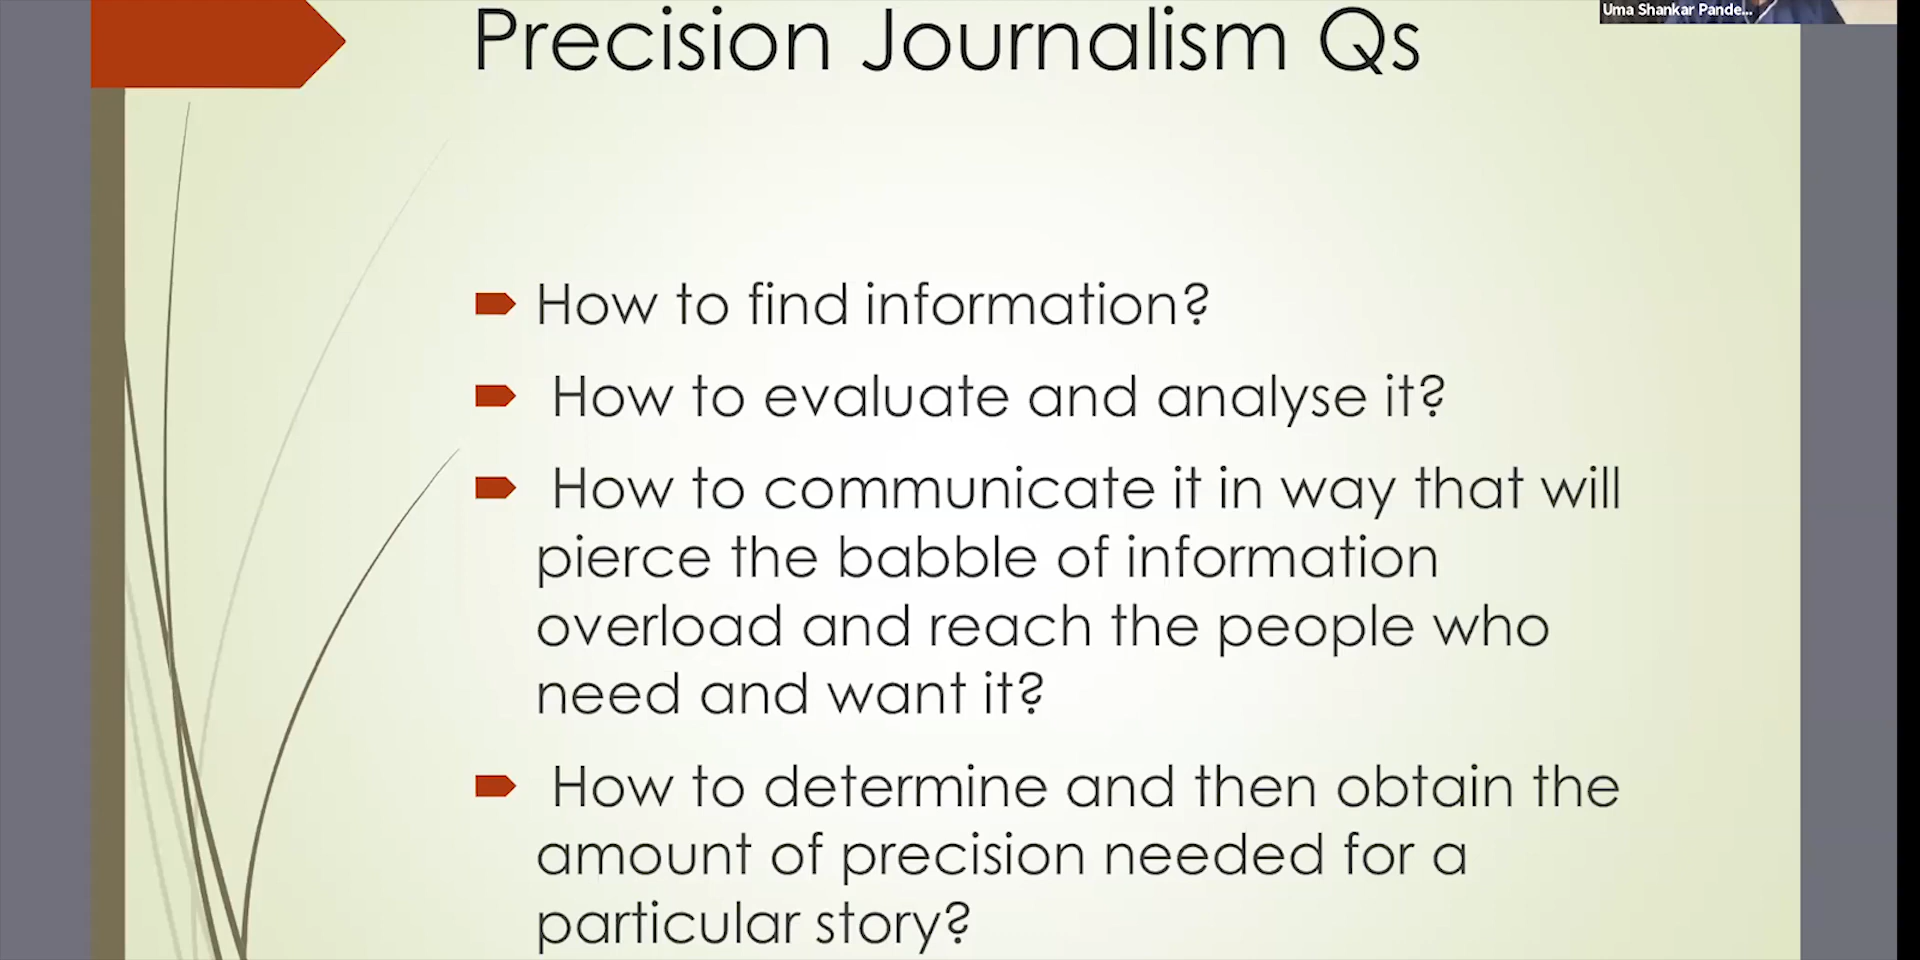 Precision Journalism Qs
Uma Shankar Pande...
How to find information?
How to evaluate and analyse it?
How to communicate it in way that will
pierce the babble of information
overload and reach the people who
need and want it?
How to determine and then obtain the
amount of precision needed for a
particular story?